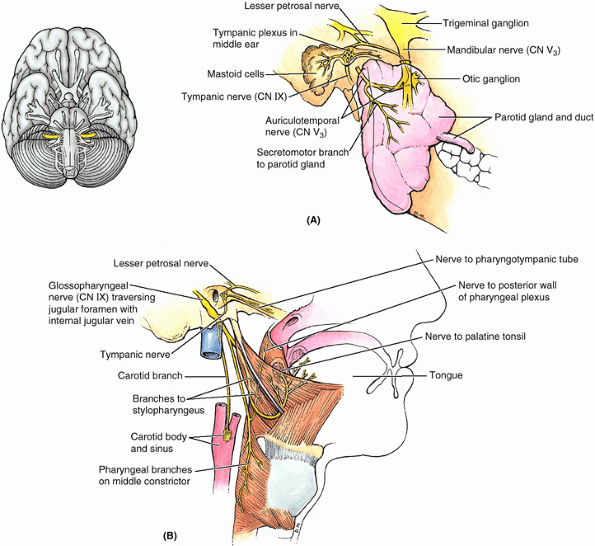 Lesser petrosal nerve
Tympanic plexus in
middle ear
Mastoid cells
Tympanic nerve (CN IX)
Auriculotemporal
nerve (CN V3)
Secretomotor branch
to parotid gland
Trigeminal ganglion
Mandibular nerve (CN V3)
Otic ganglion
Parotid gland and duct
(A)
Lesser petrosal nerve
Glossopharyngeal
nerve (CN IX) traversing
jugular foramen with
internal jugular vein
Tympanic nerve
Carotid branch
Branches to
stylopharyngeus
Carotid body
and sinus
Pharyngeal branches
on middle constrictor
Nerve to pharyngotympanic tube
Nerve to posterior wall
of pharyngeal plexus
Nerve to palatine tonsil
Tongue
(B)